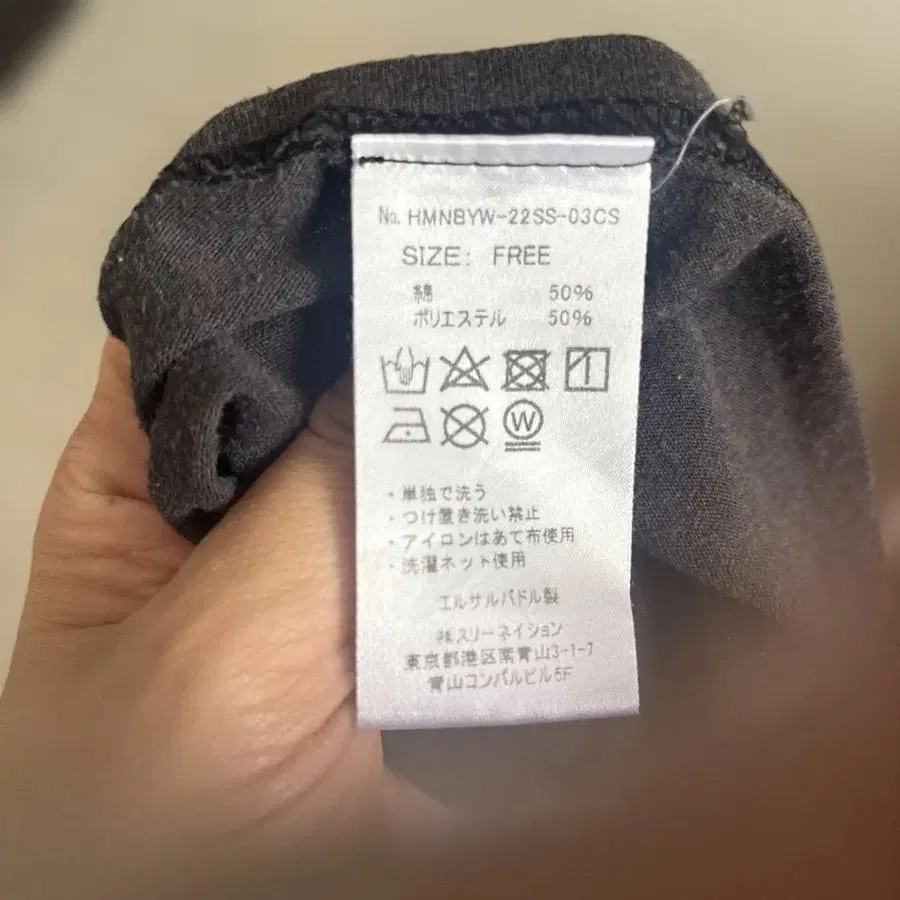 No. HMNBYW-22SS-03CS
SIZE: FREE
綿 50%
ポリエステル 50%
W
・単独で洗う
・つけ置き洗い禁止
・アイロンはあて布使用
・洗濯ネット使用
エルサルバドル製
㈱スリーネイション
東京都港区南青山3-1-7
青山コンパルビル5F